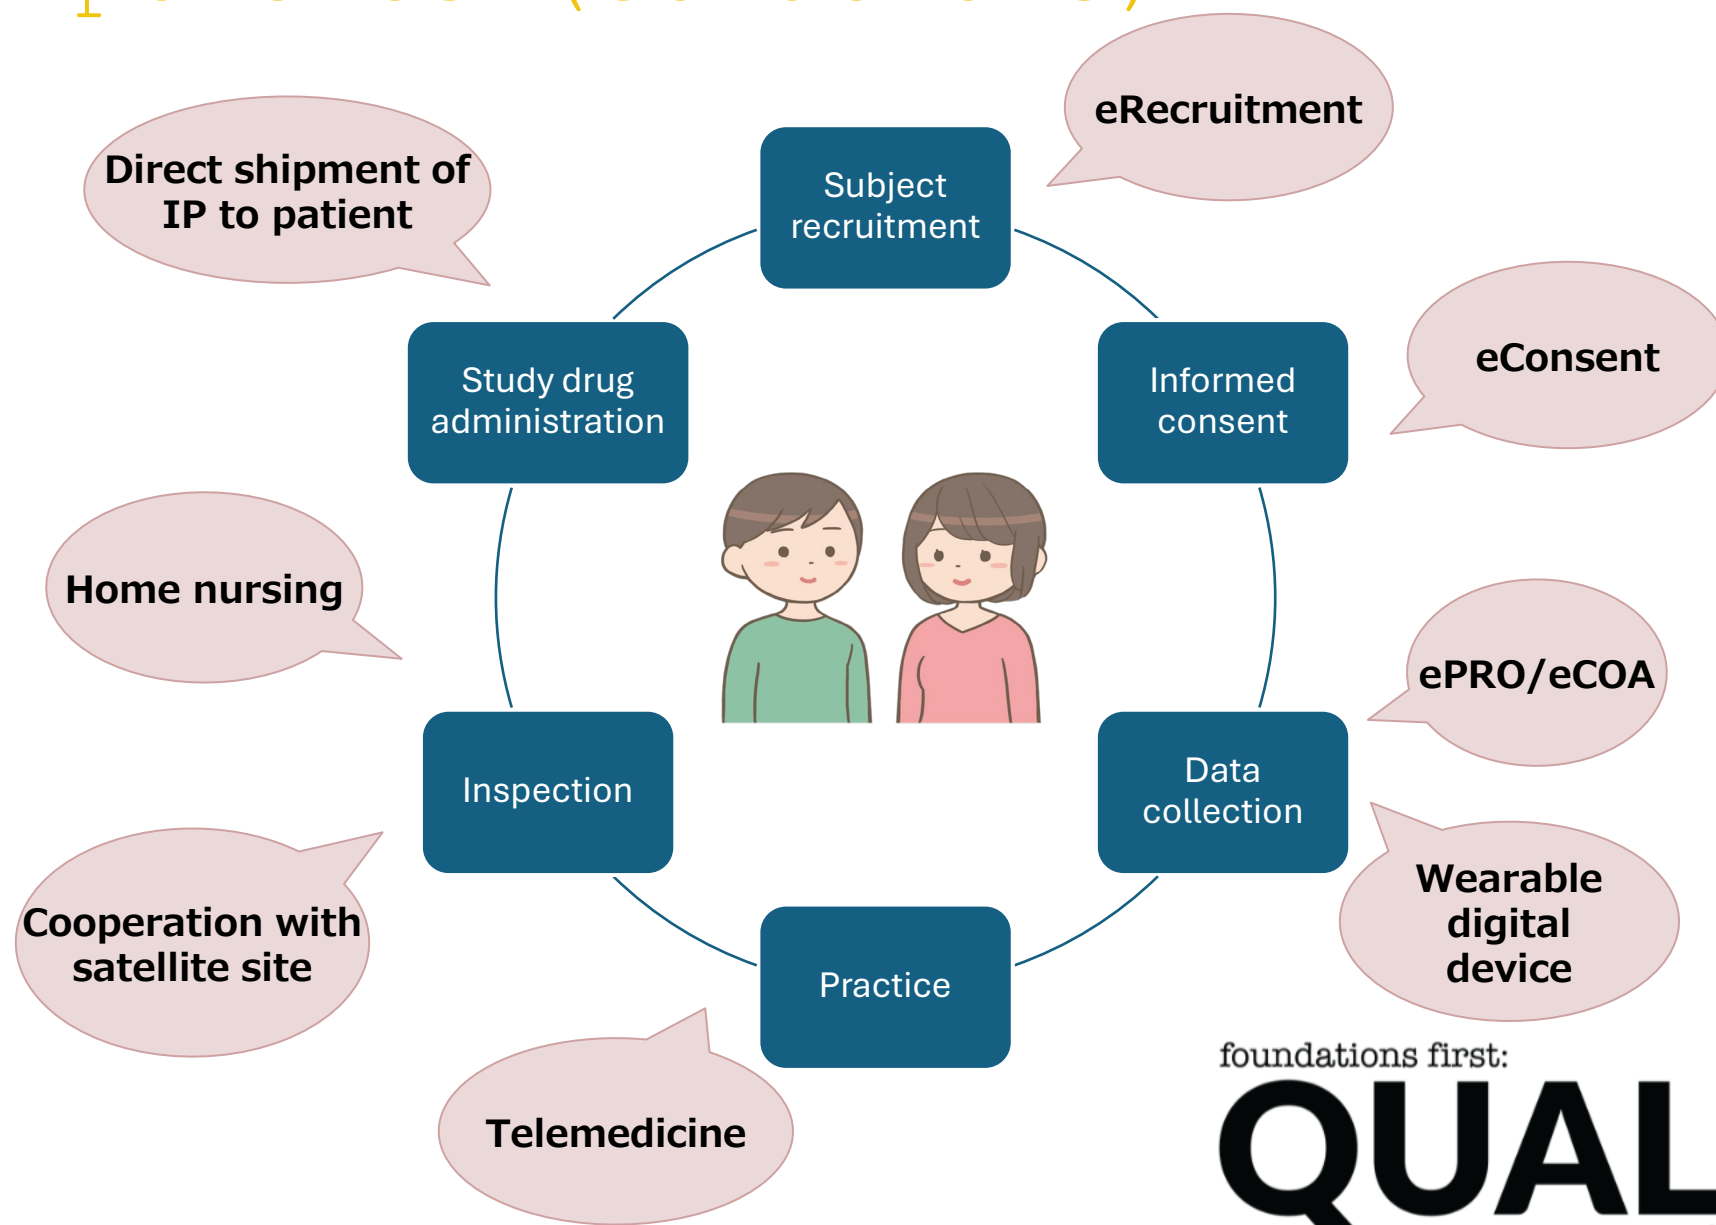 eRecruitment
Direct shipment of
IP to patient
Subject
recruitment
eConsent
Study drug
administration
Informed
consent
Home nursing
ePRO/eCOA
Inspection
Data
collection
Wearable
digital
device
Cooperation with
satellite site
Practice
Telemedicine
foundations first:
QUAL